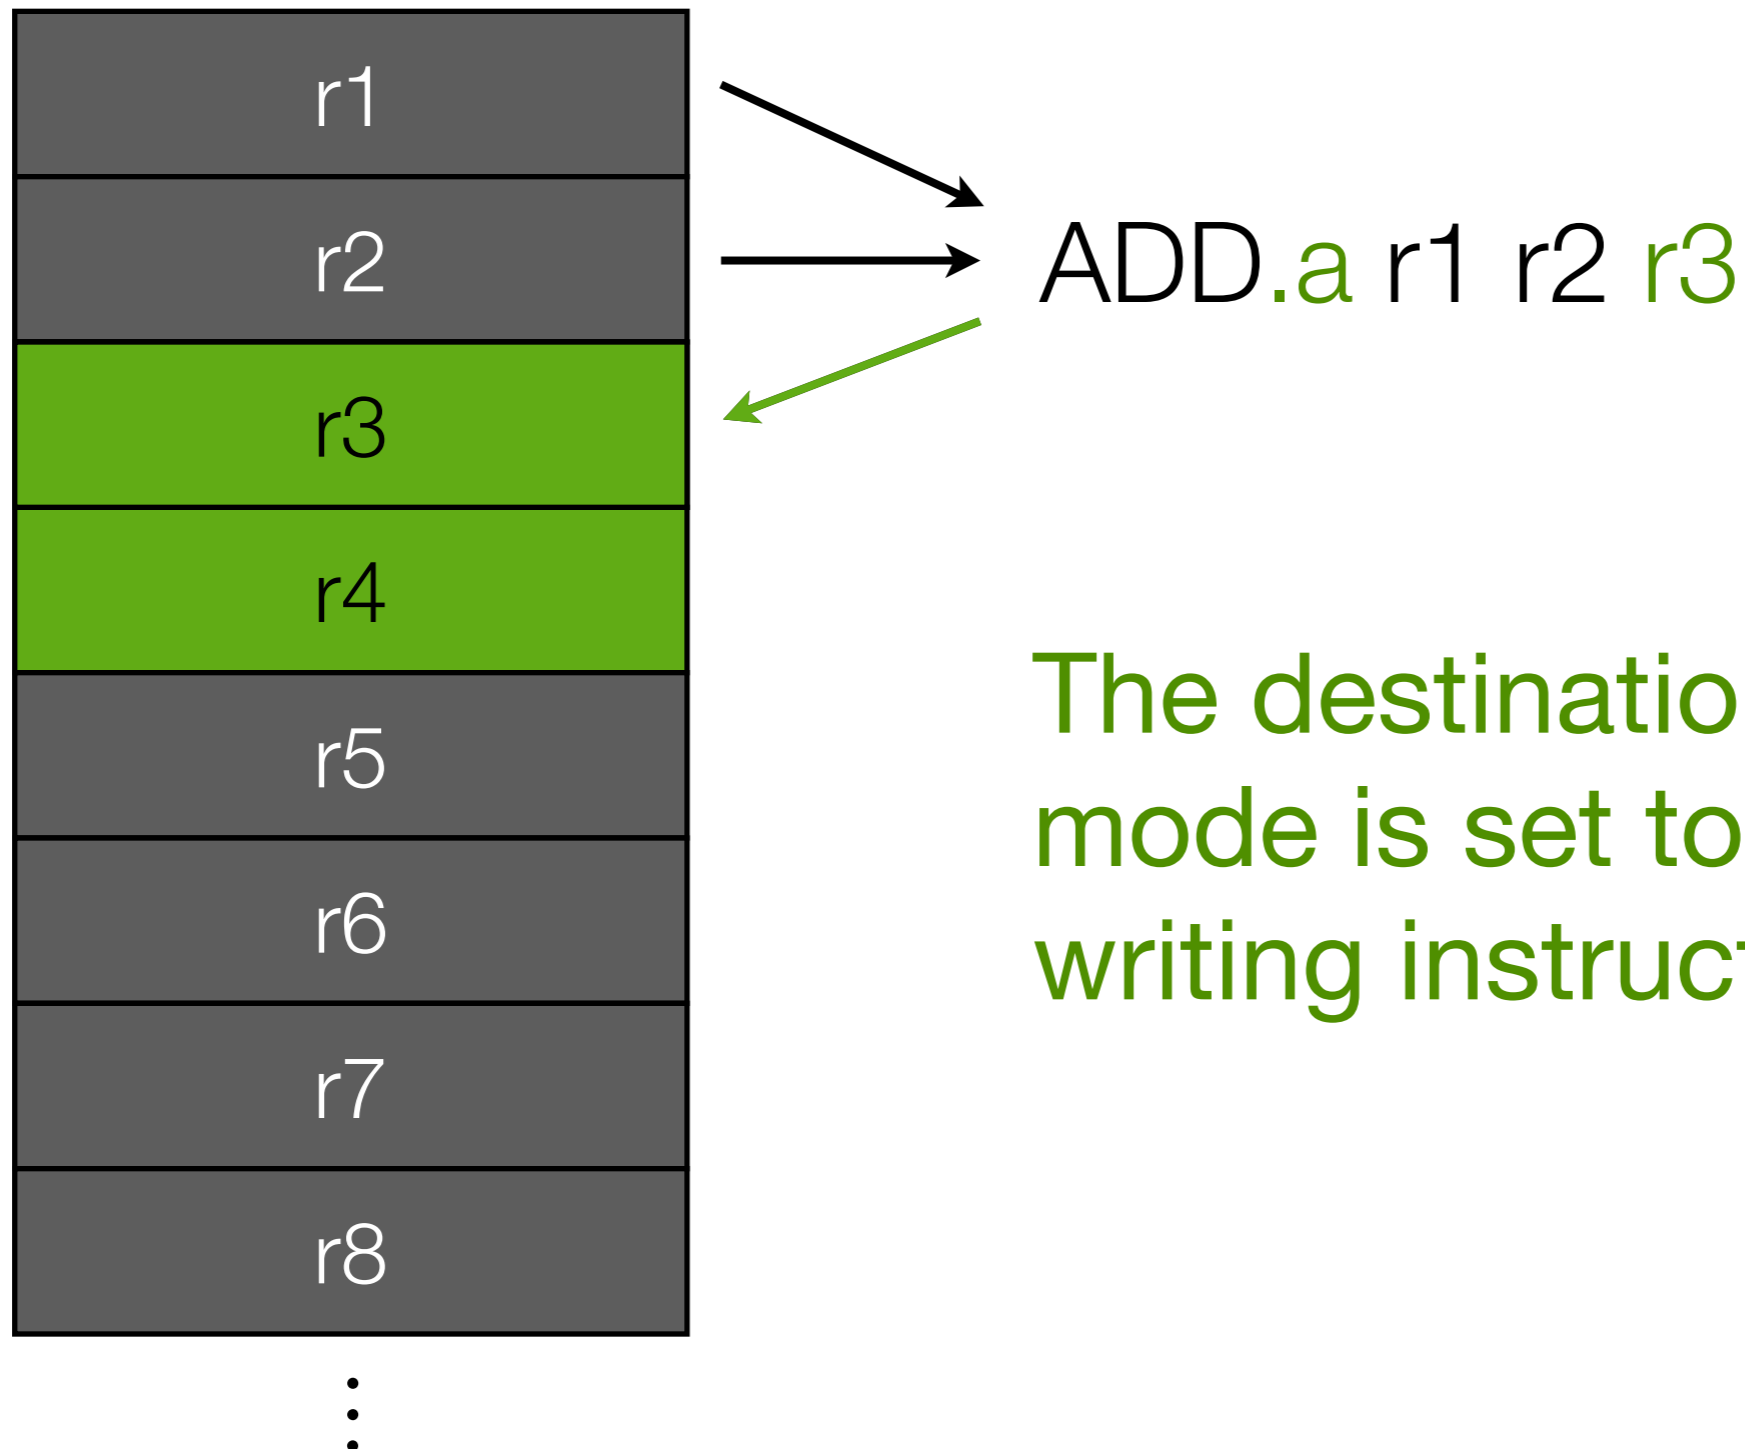 r1
r2
r3
r4
r5
r6
r7
r8
ADD.a r1 r2 r3
The destinatio
mode is set to
writing instruc